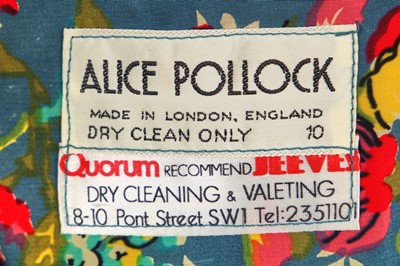 ALICE POLLOCK
MADE IN LONDON, ENGLAND
DRY CLEAN ONLY 10
Quorum RECOMMEND JEEVES
DRY CLEANING & VALETING
8-10 Pont Street SW1 Tel:2351101